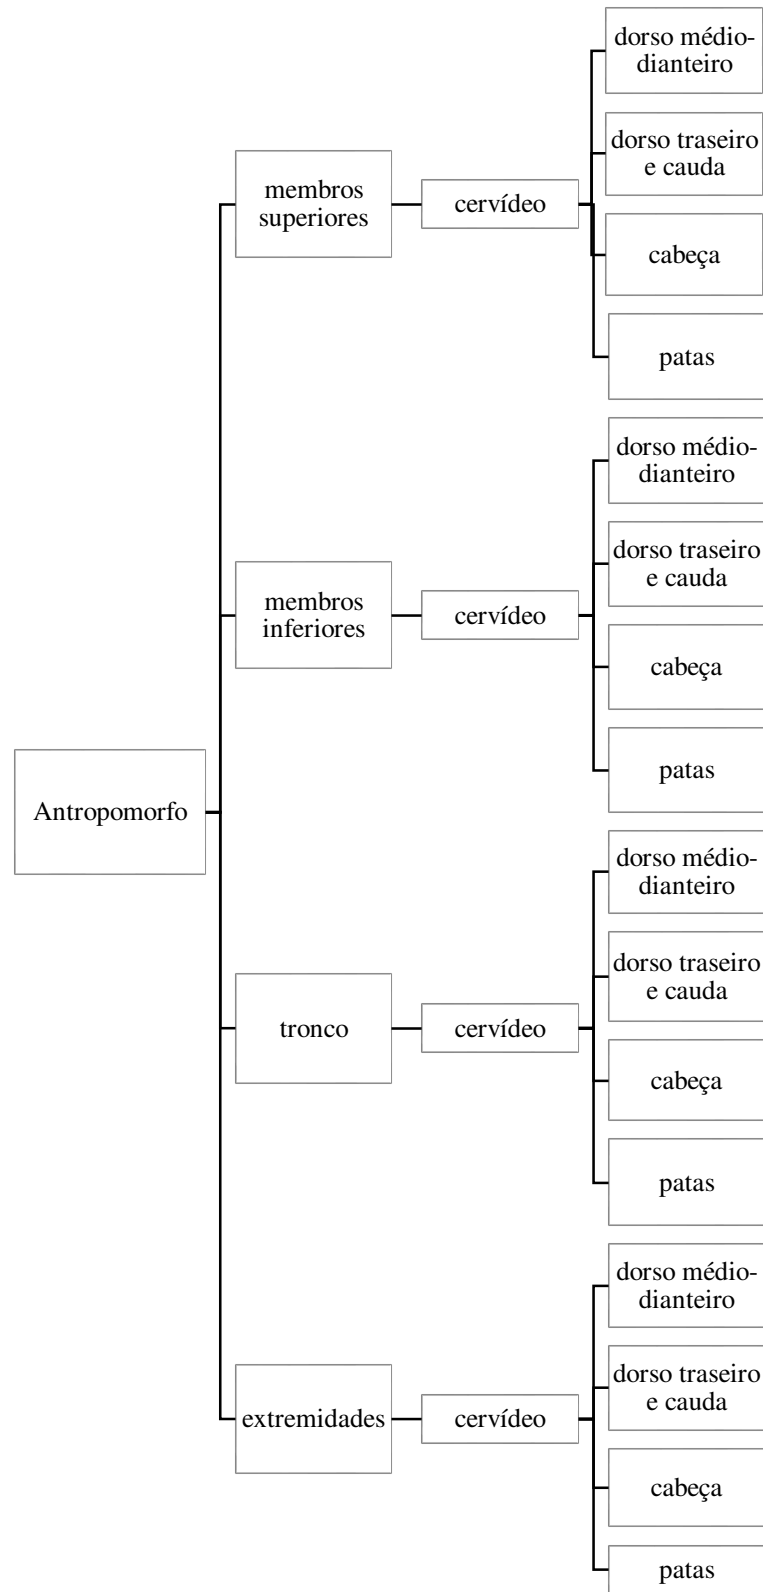 Antropomorfo
membros
superiores
cervídeo
dorso médio-
dianteiro
dorso traseiro
e cauda
cabeça
patas
membros
inferiores
cervídeo
dorso médio-
dianteiro
dorso traseiro
e cauda
cabeça
patas
tronco
cervídeo
dorso médio-
dianteiro
dorso traseiro
e cauda
cabeça
patas
extremidades
cervídeo
dorso médio-
dianteiro
dorso traseiro
e cauda
cabeça
patas